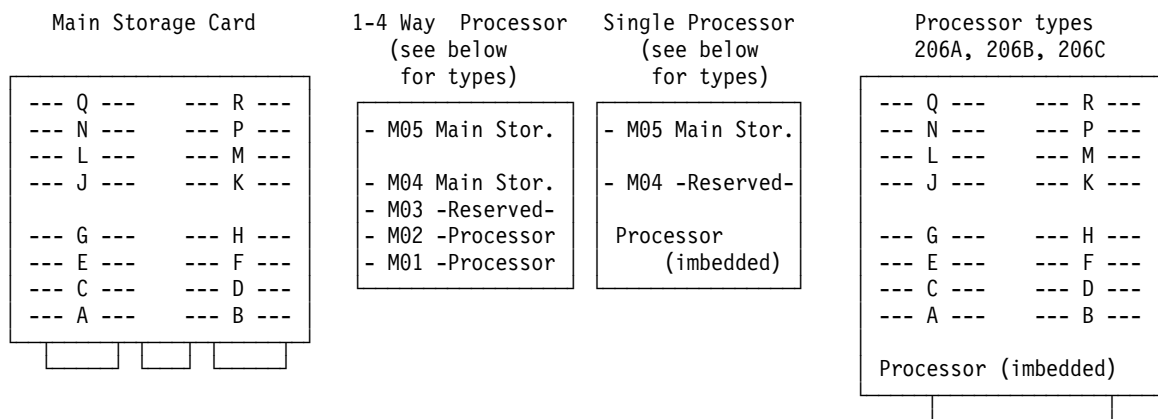 Main Storage Card 1-4 Way Processor Single Processor Processor types
(see below (see below 206A, 206B, 206C
for types) for types)
--- Q --- --- R --- --- Q --- --- R ---
--- N --- --- P --- - M05 Main Stor. - M05 Main Stor. --- N --- --- P ---
--- L --- --- M --- --- L --- --- M ---
--- J --- --- K --- - M04 Main Stor. - M04 -Reserved- --- J --- --- K ---
- M03 -Reserved-
--- G --- --- H --- - M02 -Processor Processor --- G --- --- H ---
--- E --- --- F --- - M01 -Processor (imbedded) --- E --- --- F ---
--- C --- --- D --- --- C --- --- D ---
--- A --- --- B --- --- A --- --- B ---
Processor (imbedded)